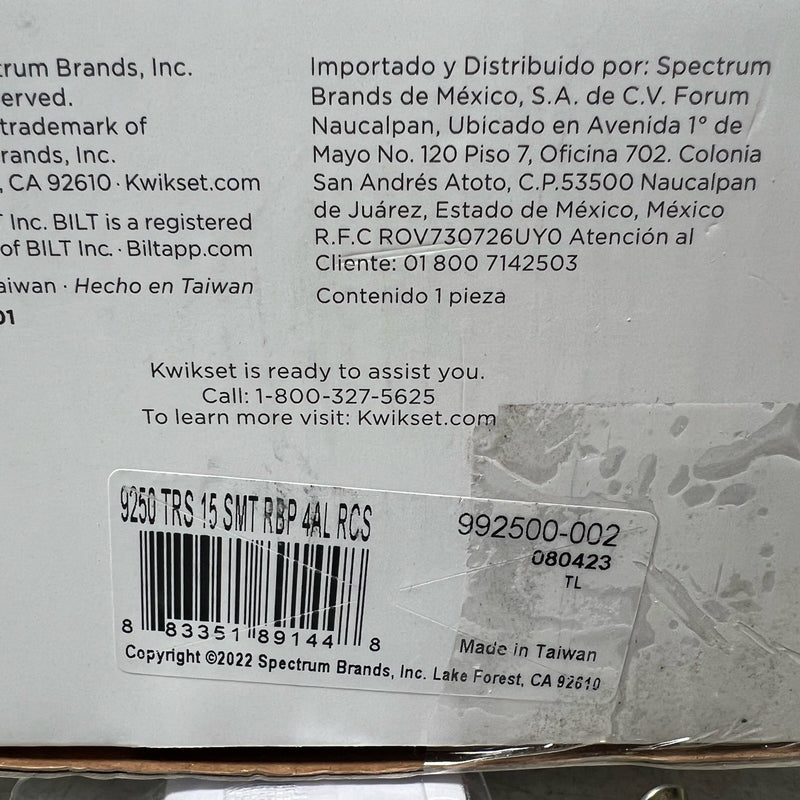 trum Brands, Inc.
erved.
trademark of
rands, Inc.
, CA 92610 · Kwikset.com
Inc. BILT is a registered
of BILT Inc. · Biltapp.com
aiwan · Hecho en Taiwan
01
Importado y Distribuido por: Spectrum
Brands de México, S.A. de C.V. Forum
Naucalpan, Ubicado en Avenida 1° de
Mayo No. 120 Piso 7, Oficina 702. Colonia
San Andrés Atoto, C.P.53500 Naucalpan
de Juárez, Estado de México, México
R.F.C ROV730726UY0 Atención al
Cliente: 01 800 7142503
Contenido 1 pieza
Kwikset is ready to assist you.
Call: 1-800-327-5625
To learn more visit: Kwikset.com
9250 TRS 15 SMT RBP 4AL RCS
992500-002
080423
TL
8 83351 89144 8
Made in Taiwan
Copyright ©2022 Spectrum Brands, Inc. Lake Forest, CA 92610